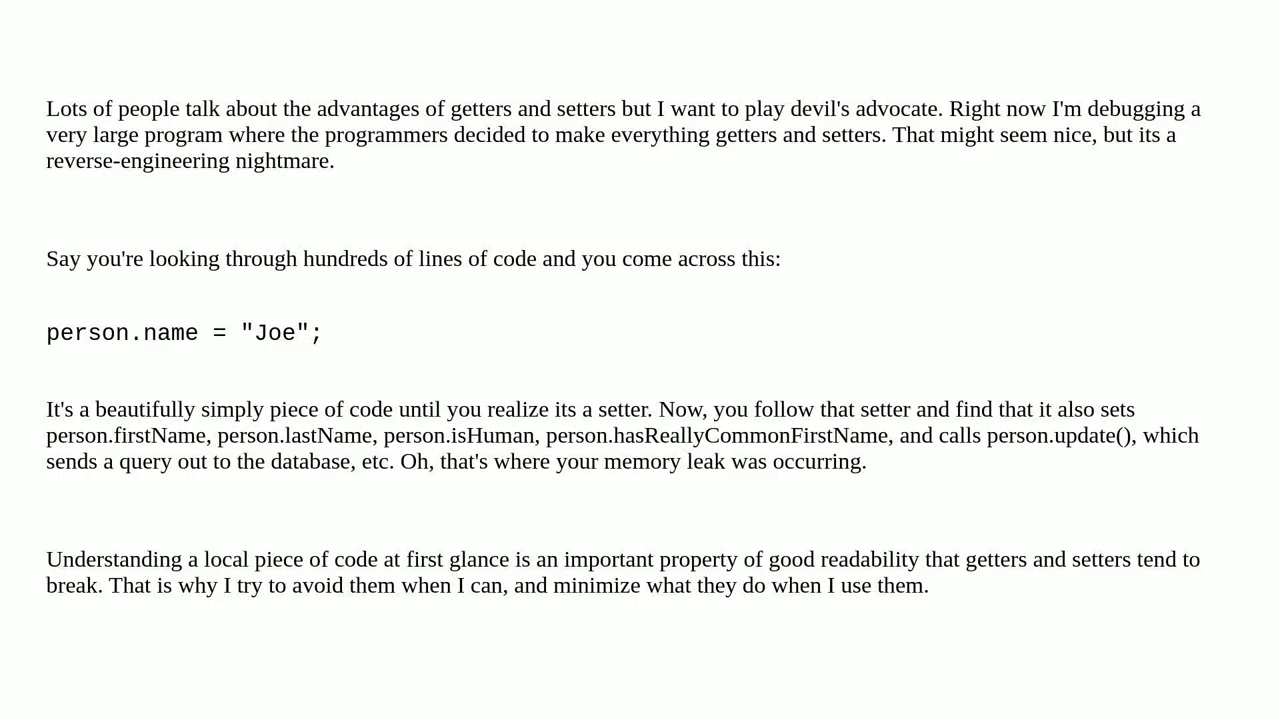 Lots of people talk about the advantages of getters and setters but I want to play devil's advocate. Right now I'm debugging a
very large program where the programmers decided to make everything getters and setters. That might seem nice, but its a
reverse-engineering nightmare.
Say you're looking through hundreds of lines of code and you come across this:
person.name = "Joe";
It's a beautifully simply piece of code until you realize its a setter. Now, you follow that setter and find that it also sets
person.firstName, person.lastName, person.isHuman, person.hasReallyCommonFirstName, and calls person.update(), which
sends a query out to the database, etc. Oh, that's where your memory leak was occurring.
Understanding a local piece of code at first glance is an important property of good readability that getters and setters tend to
break. That is why I try to avoid them when I can, and minimize what they do when I use them.